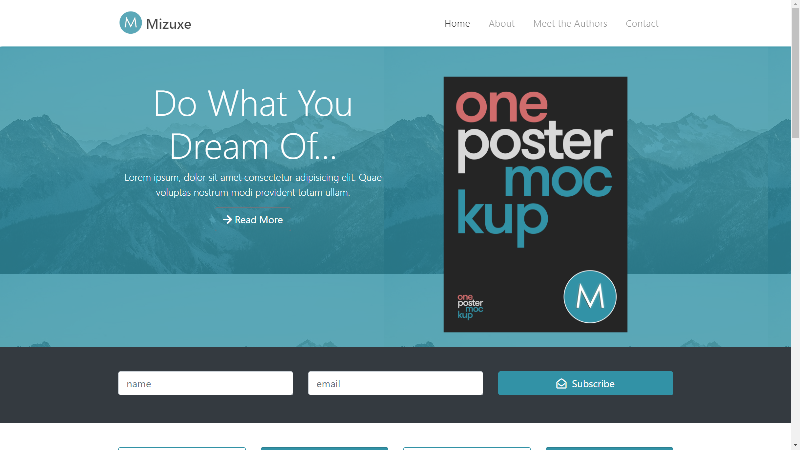 M Mizuxe
Home About Meet the Authors Contact
Do What You
Dream Of...
Lorem ipsum, dolor sit amet consectetur adipisicing elit. Quae
voluptas nostrum modi provident totam ullam.
Read More
one
poster
moc
kup
one
poster
moc
kup
M
name
email
Subscribe